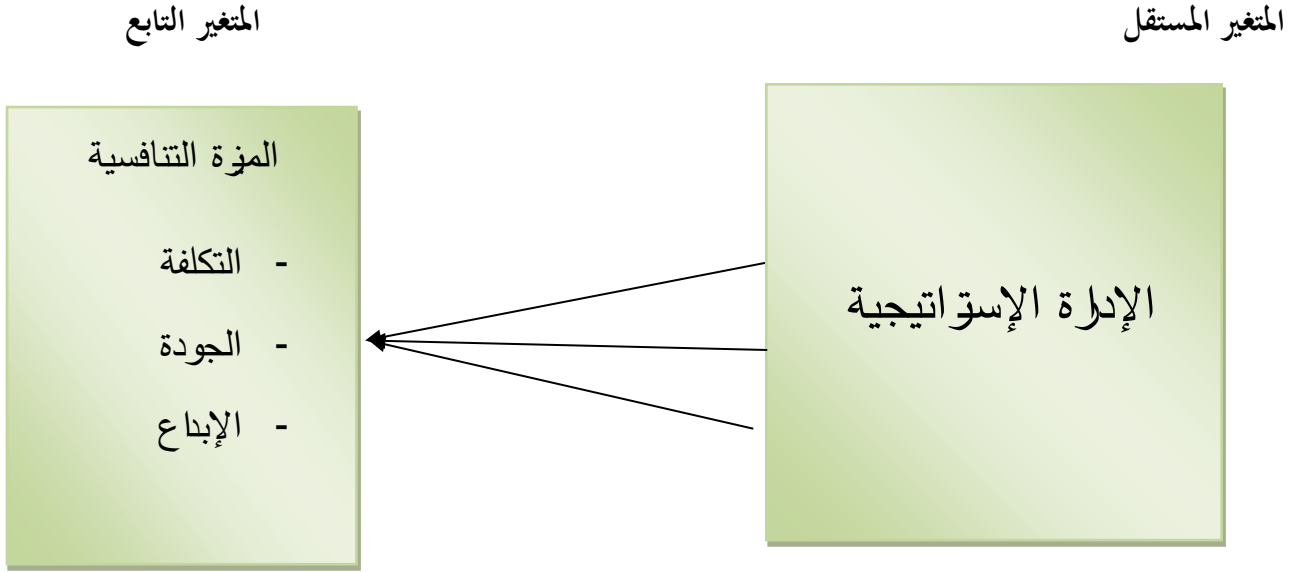 المتغير المستقل
المتغير التابع
الإدارة الإستراتيجية
الميزة التنافسية
- التكلفة
- الجودة
- الإبداع